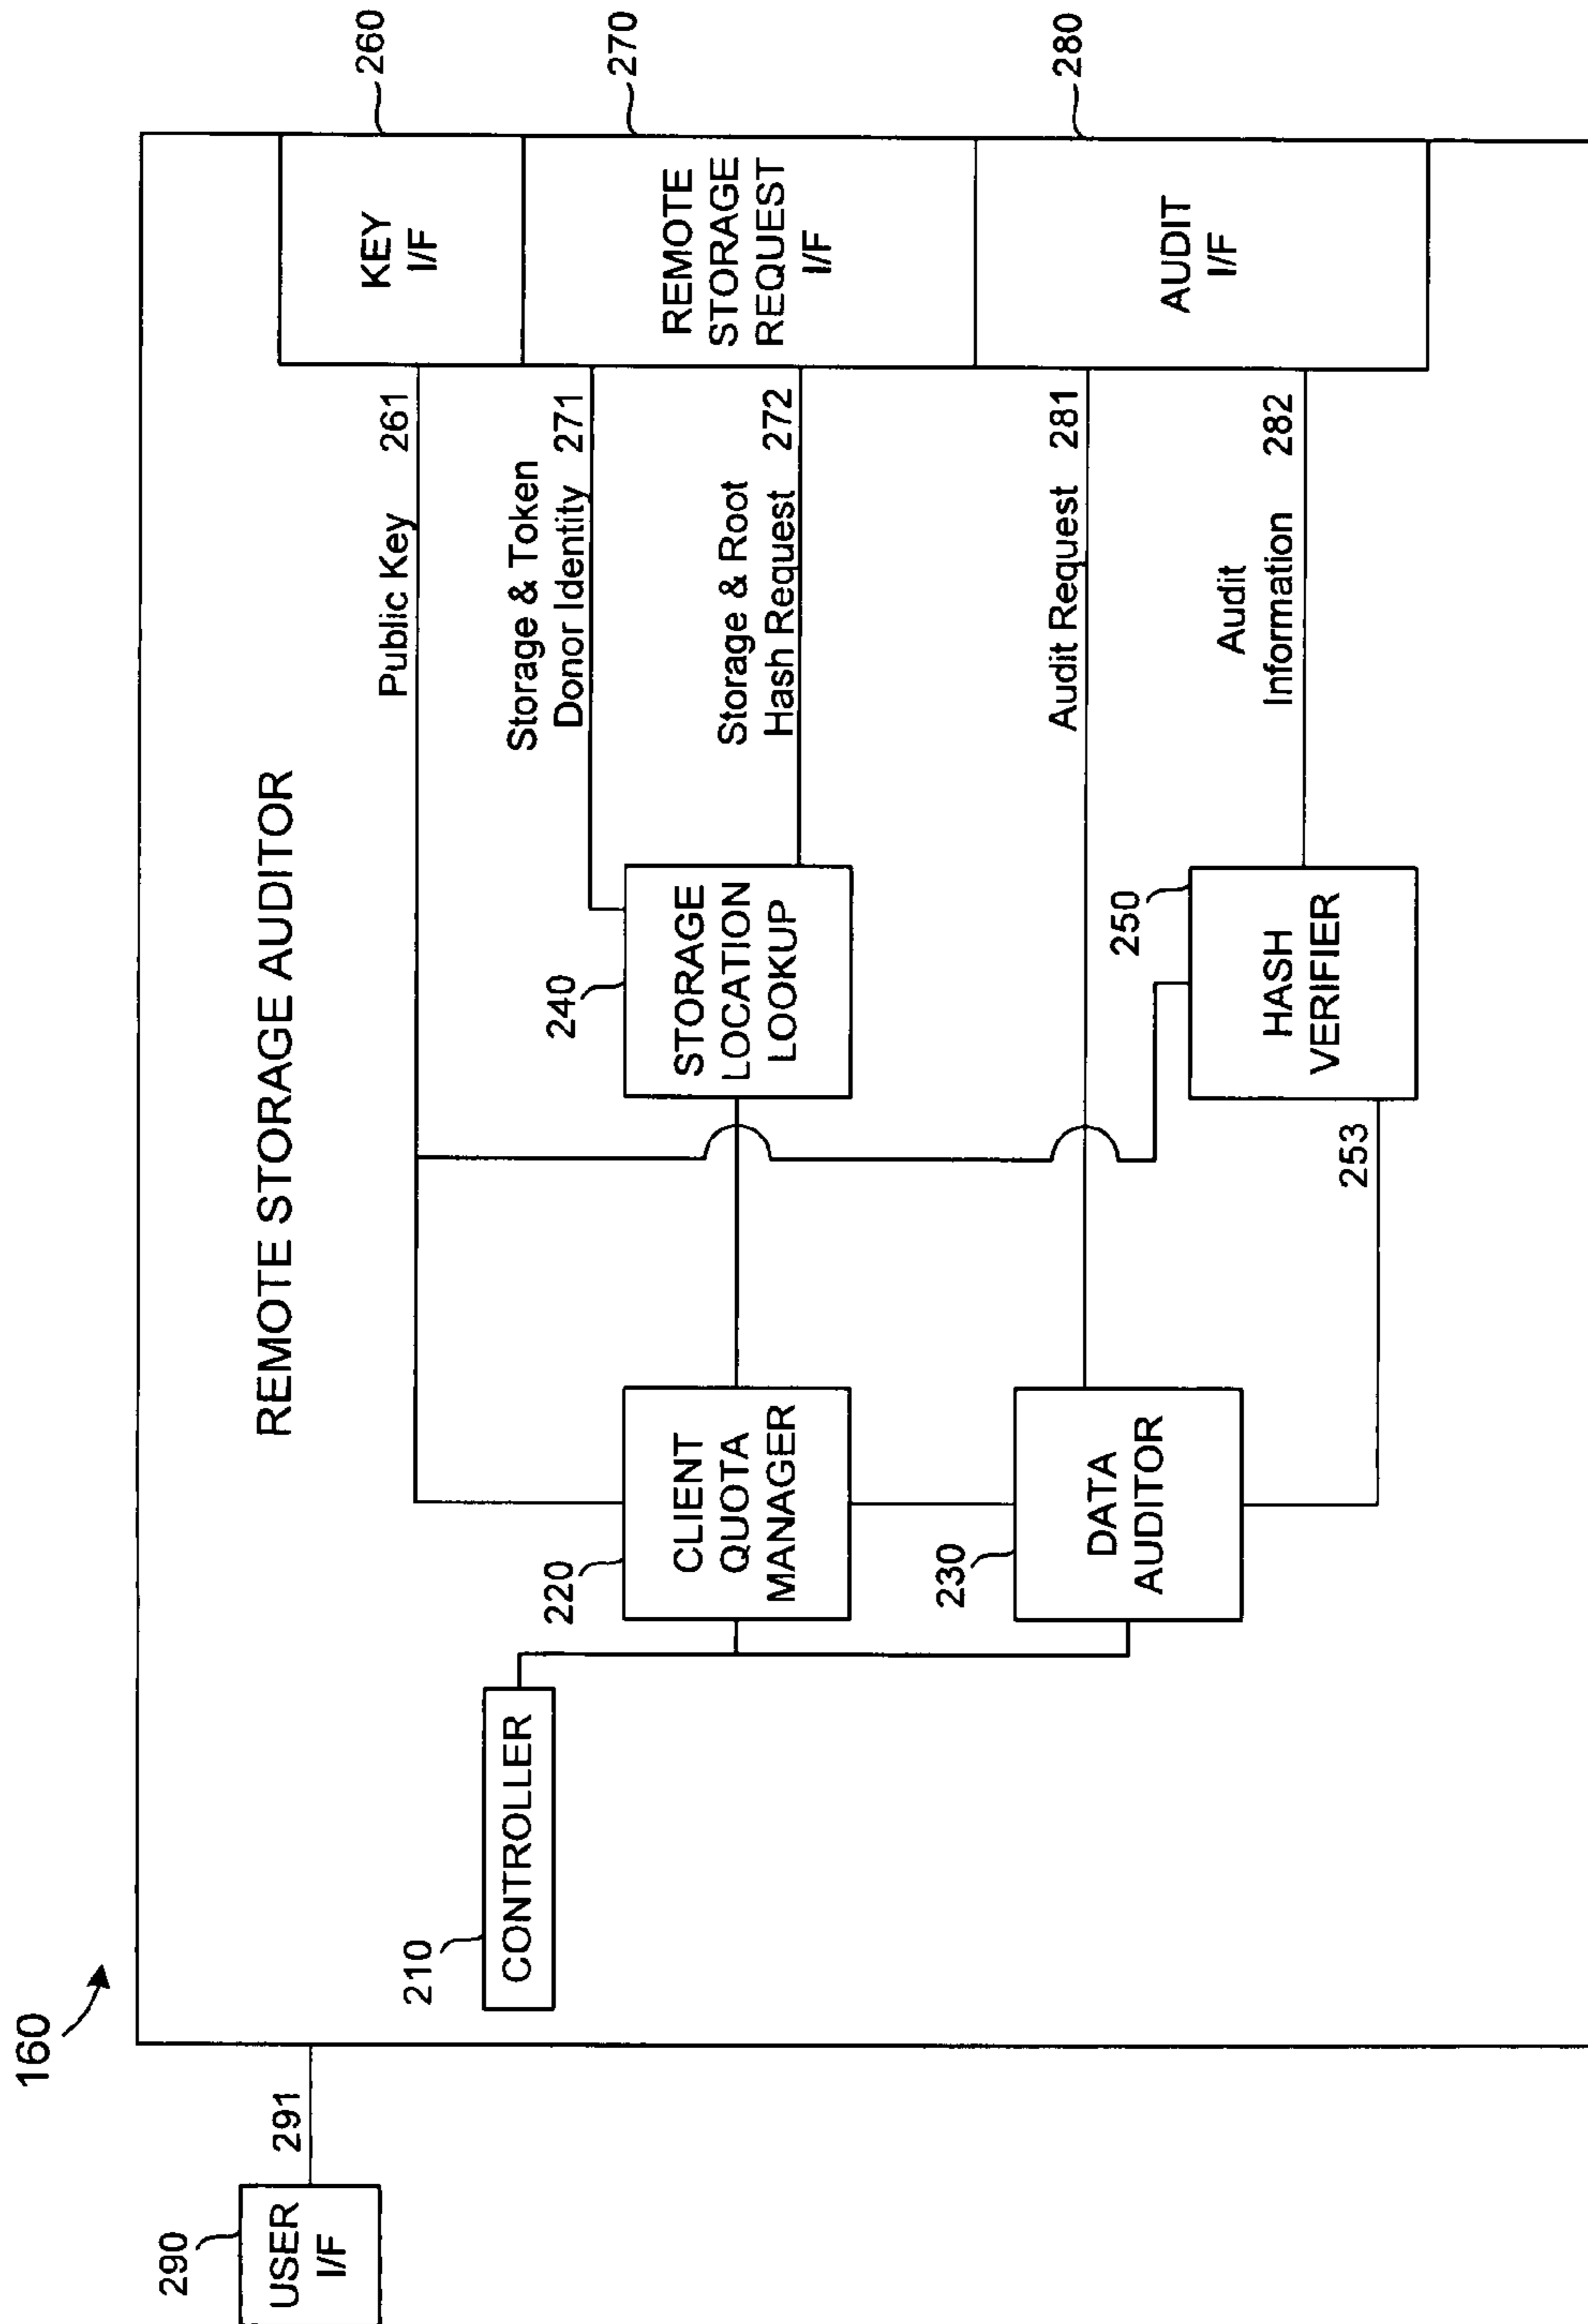 160
REMOTE STORAGE AUDITOR
290
USER
I/F
291
210
CONTROLLER
220
CLIENT
QUOTA
MANAGER
230
DATA
AUDITOR
240
STORAGE
LOCATION
LOOKUP
250
HASH
VERIFIER
253
Public Key 261
Storage & Token
Donor Identity 271
Storage & Root
Hash Request 272
Audit Request 281
Audit
Information 282
KEY
I/F
260
REMOTE
STORAGE
REQUEST
I/F
270
AUDIT
I/F
280